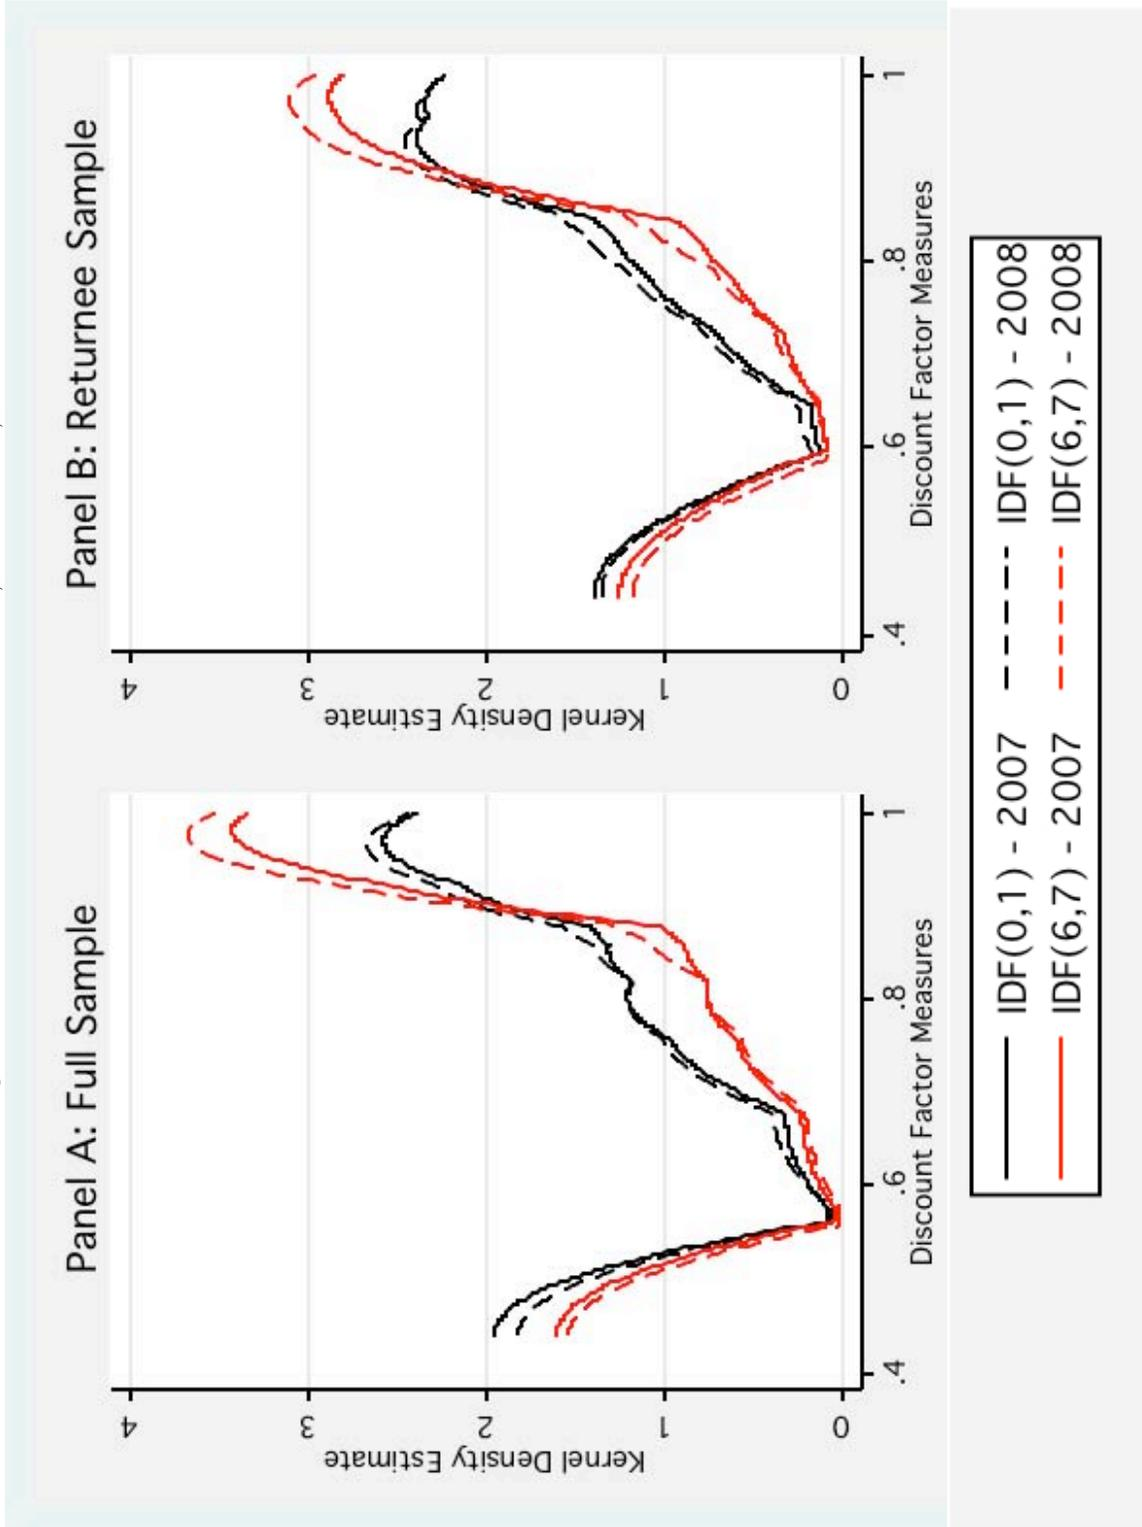 Panel A: Full Sample
Kernel Density Estimate
4
3
2
1
0
.4
.6
.8
1
Discount Factor Measures
Panel B: Returnee Sample
Kernel Density Estimate
4
3
2
1
0
.4
.6
.8
1
Discount Factor Measures
IDF(0,1) - 2007
IDF(0,1) - 2008
IDF(6,7) - 2007
IDF(6,7) - 2008